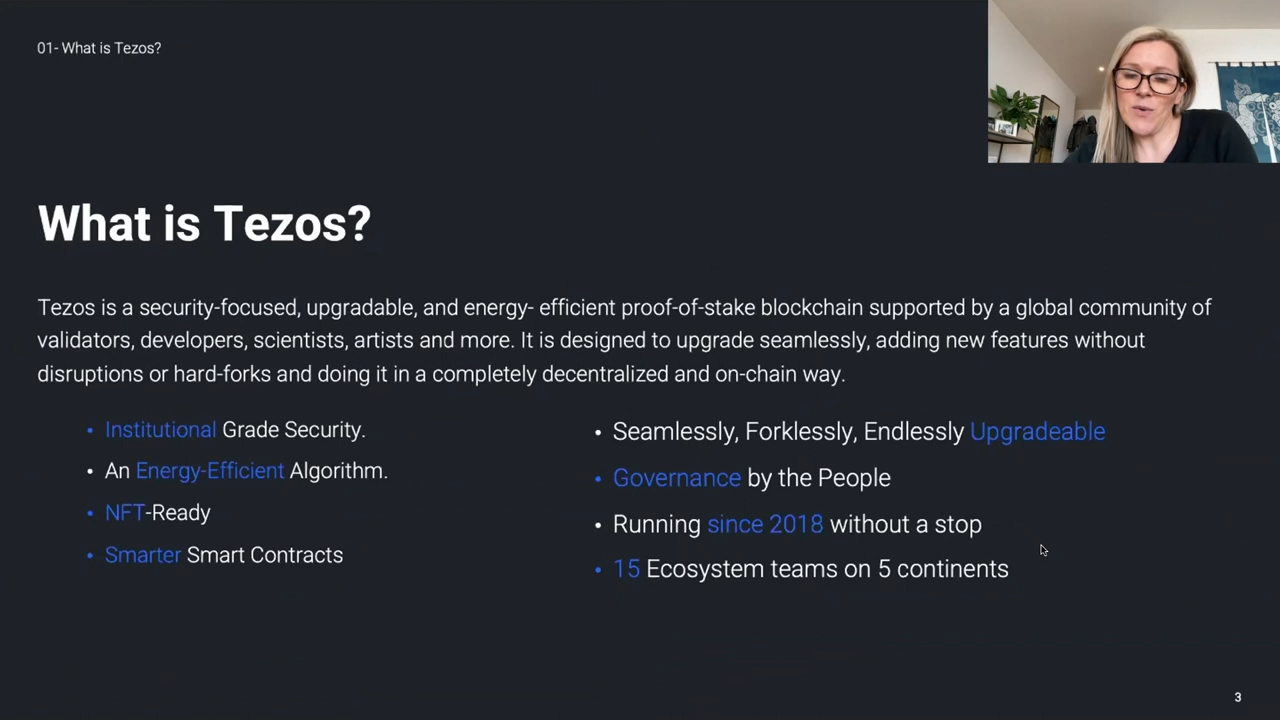 01- What is Tezos?
What is Tezos?
Tezos is a security-focused, upgradable, and energy- efficient proof-of-stake blockchain supported by a global community of
validators, developers, scientists, artists and more. It is designed to upgrade seamlessly, adding new features without
disruptions or hard-forks and doing it in a completely decentralized and on-chain way.
• Institutional Grade Security.
• An Energy-Efficient Algorithm.
• NFT-Ready
• Smarter Smart Contracts
• Seamlessly, Forklessly, Endlessly Upgradeable
• Governance by the People
• Running since 2018 without a stop
• 15 Ecosystem teams on 5 continents
3